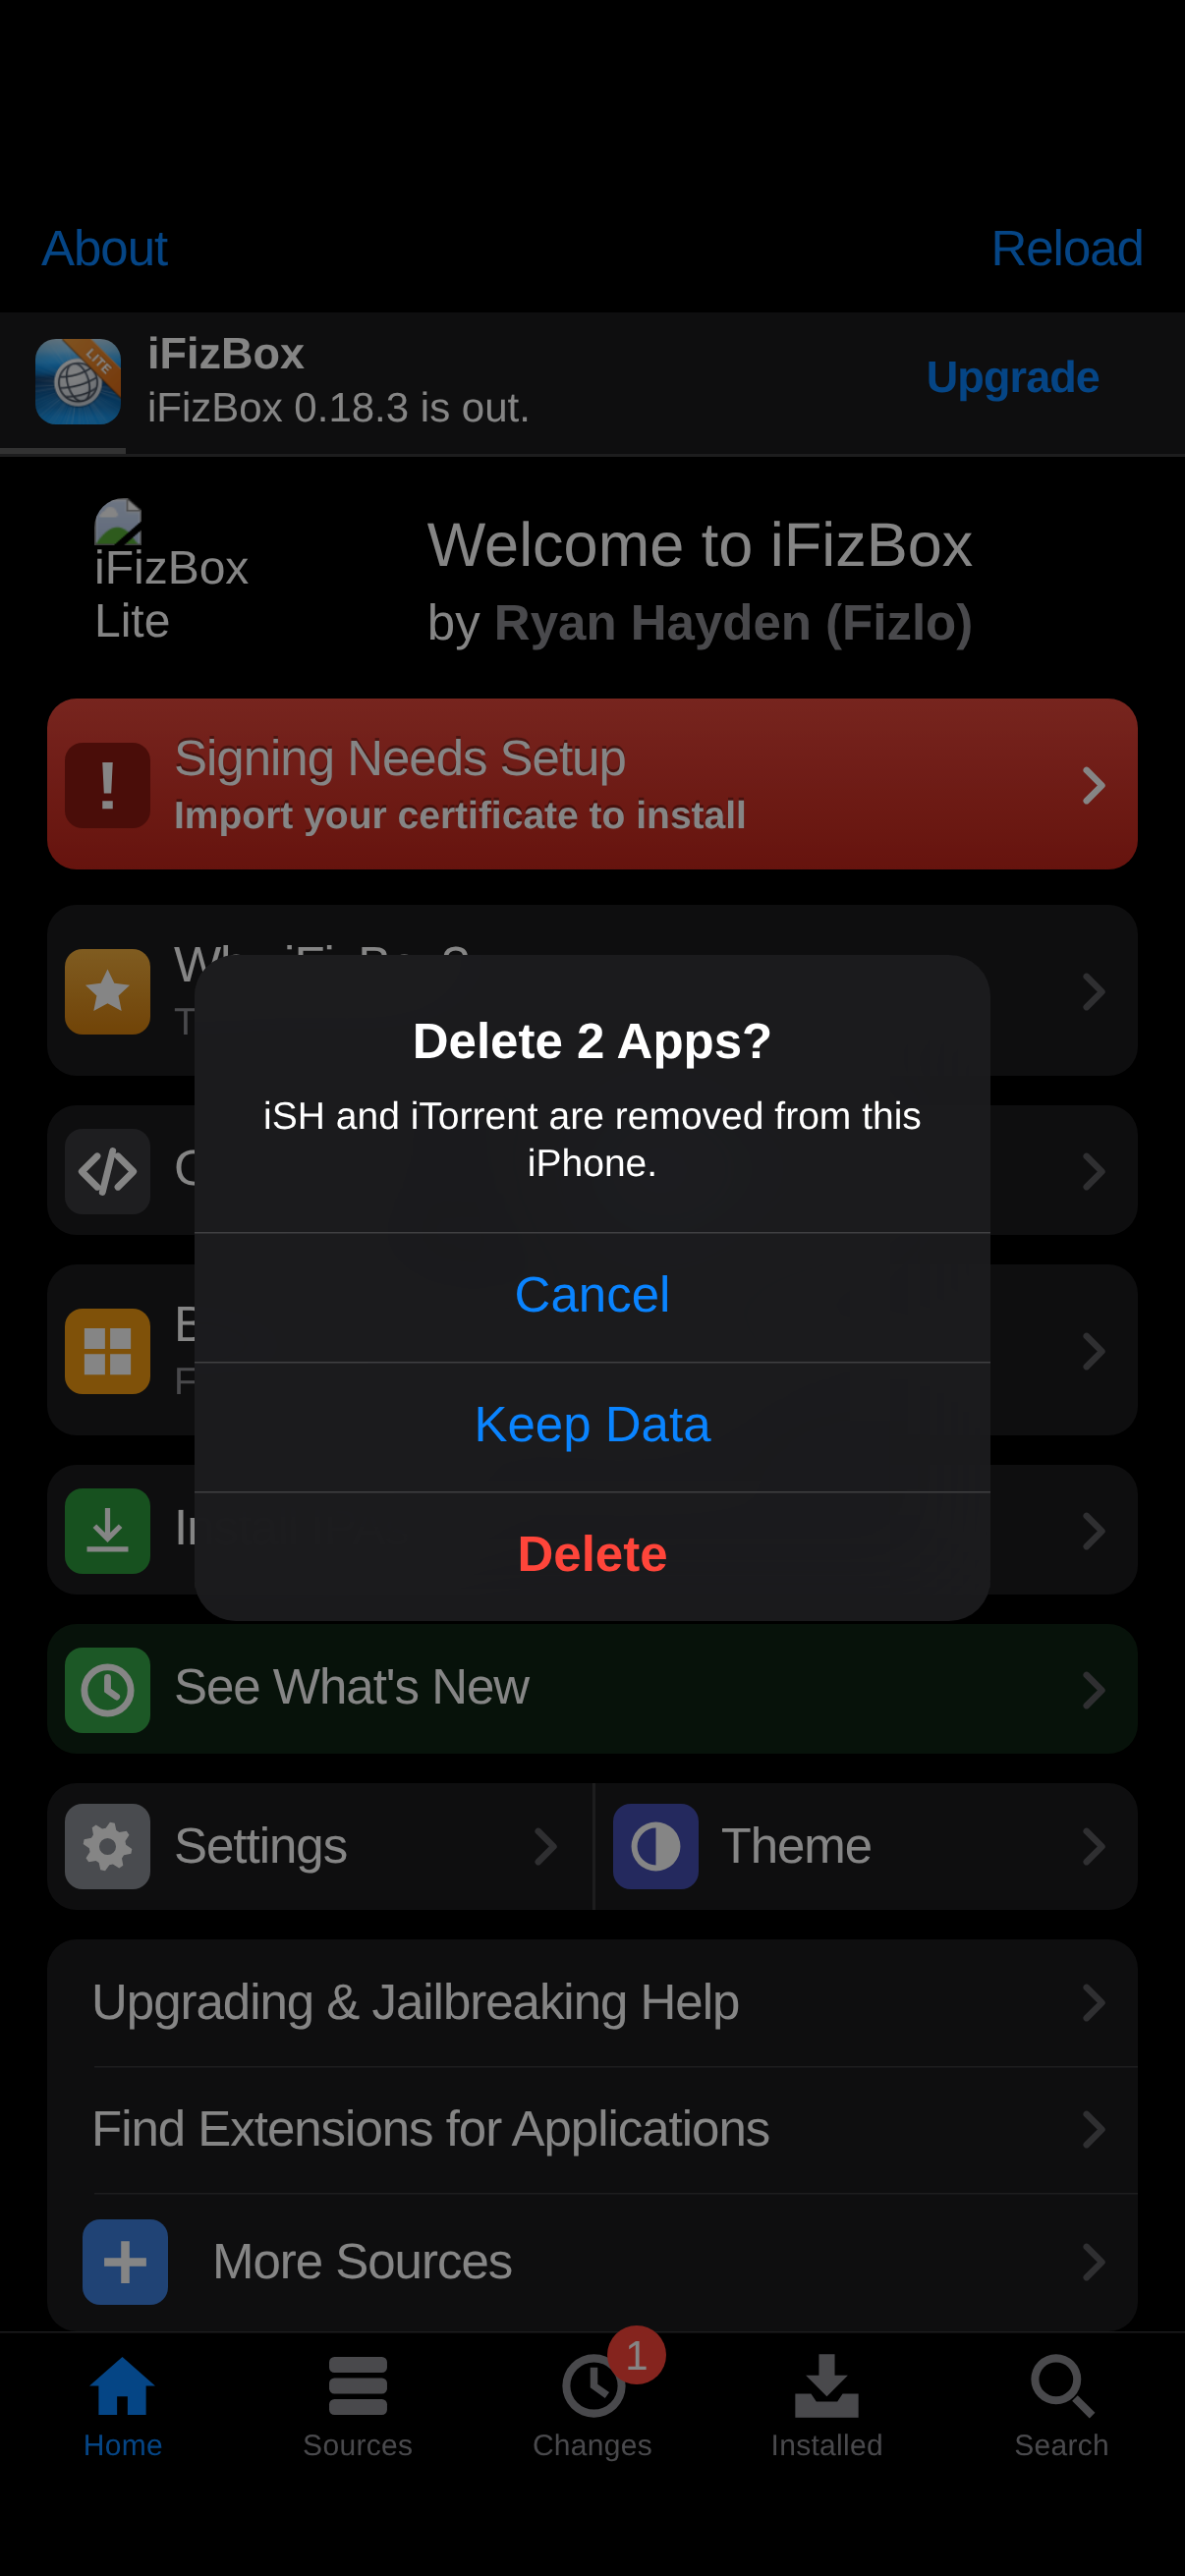 About
Reload
LITE
iFizBox
iFizBox 0.18.3 is out.
Upgrade
iFizBox
Lite
Welcome to iFizBox
by Ryan Hayden (Fizlo)
!
Signing Needs Setup
Import your certificate to install
Delete 2 Apps?
iSH and iTorrent are removed from this
iPhone.
Cancel
Keep Data
Delete
See What's New
Settings
Theme
Upgrading & Jailbreaking Help
Find Extensions for Applications
More Sources
1
Home
Sources
Changes
Installed
Search